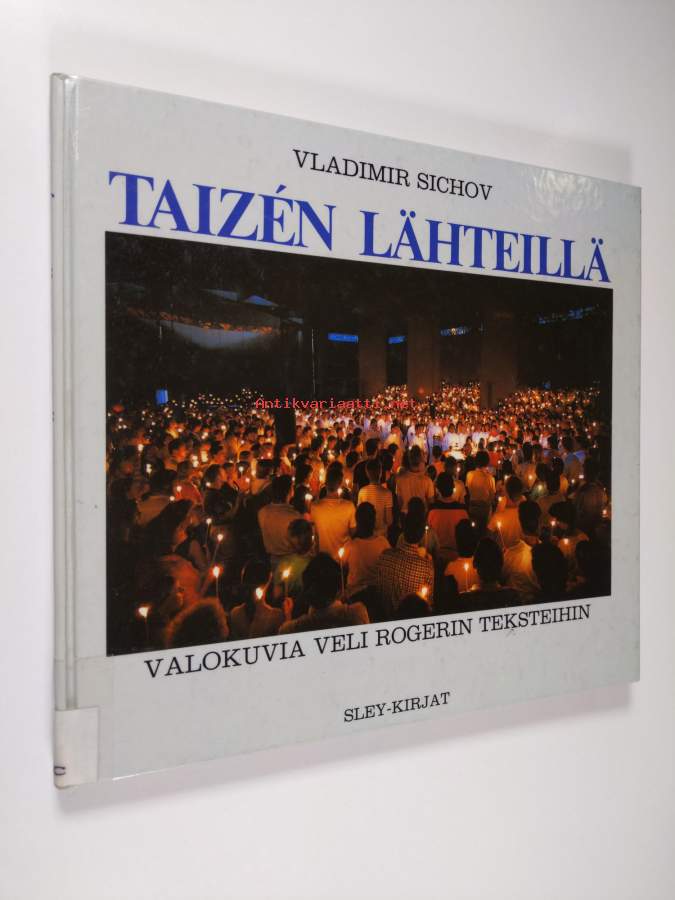 VLADIMIR SICHOV
TAIZÉN LÄHTEILLÄ
Antikvariaatti.net
VALOKUVIA VELI ROGERIN TEKSTEIHIN
SLEY-KIRJAT